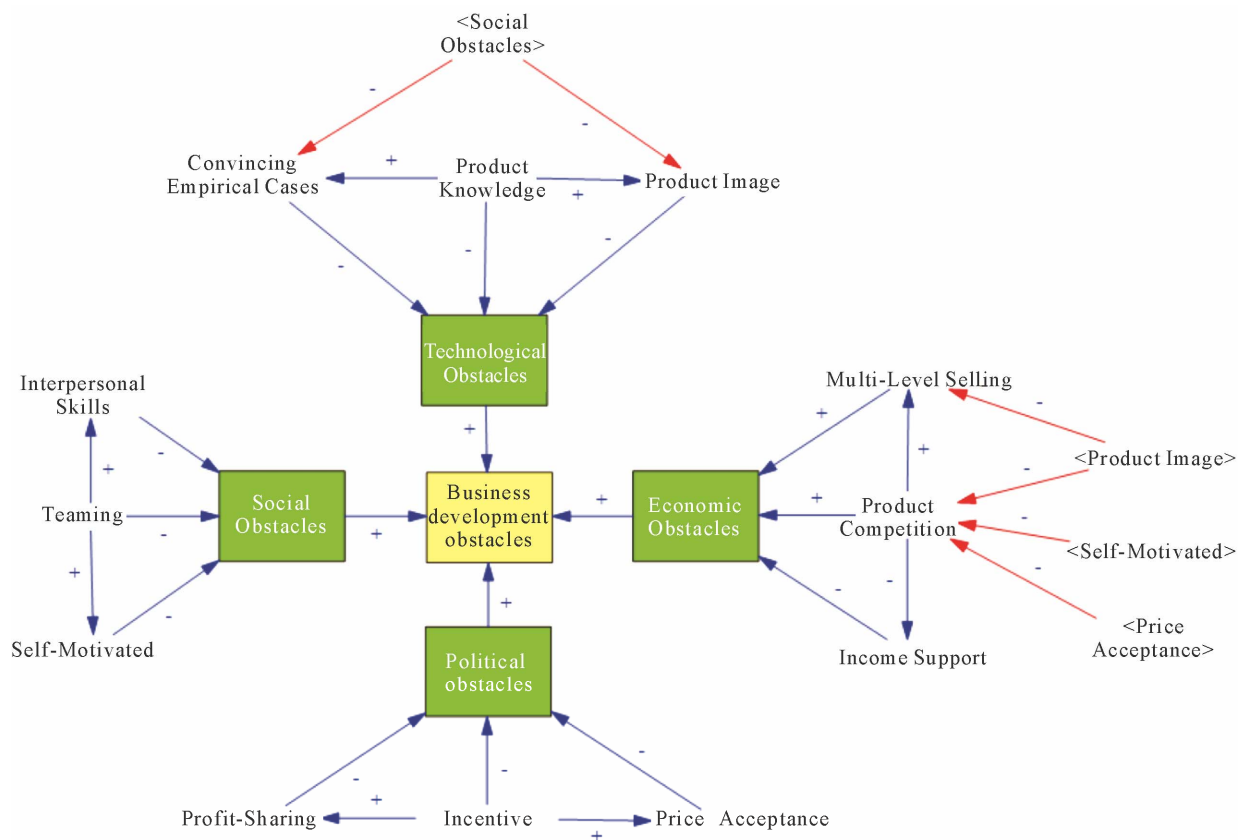 <Social
Obstacles>
-
-
Convincing
Empirical Cases
+
Product
Knowledge
+
Product Image
-
-
-
Technological
Obstacles
+
Interpersonal
Skills
-
+
Teaming
-
+
Self-Motivated
-
Social
Obstacles
+
Business
development
obstacles
+
Economic
Obstacles
+
Multi-Level Selling
+
-
+
Product
Competition
<Product Image>
-
-
<Self-Motivated>
-
<Price
Acceptance>
-
-
Income Support
+
Political
obstacles
-
-
-
Profit-Sharing
+
Incentive
+
Price Acceptance